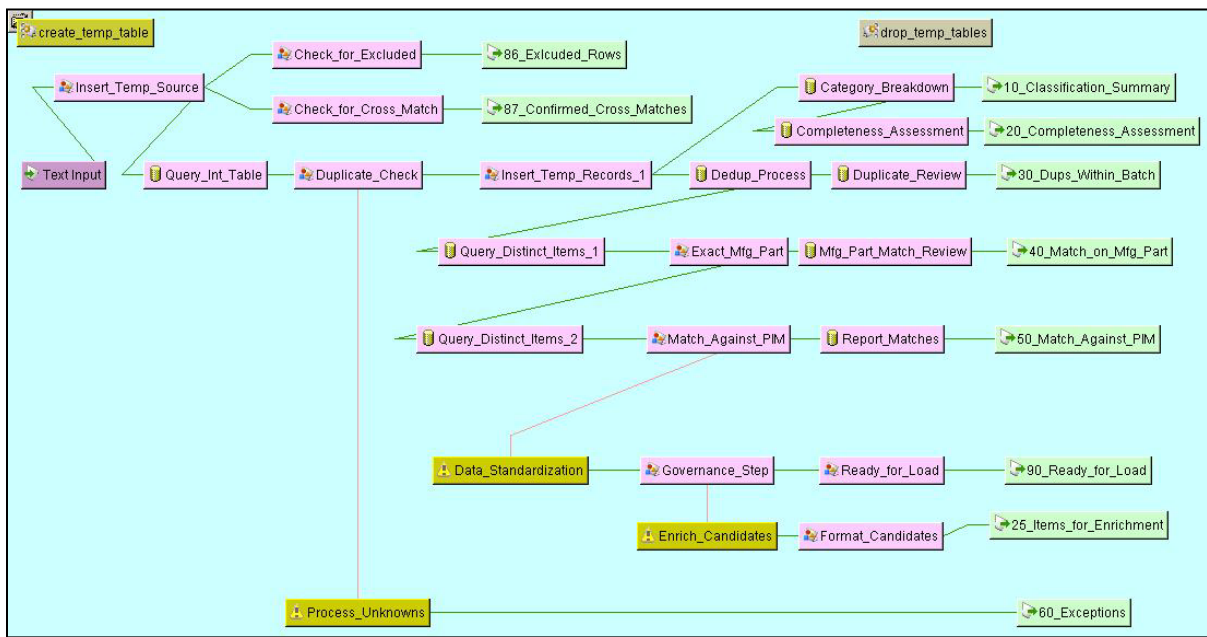 create_temp_table
drop_temp_tables
Check_for_Excluded
86_Exlcuded_Rows
Insert_Temp_Source
Category_Breakdown
10_Classification_Summary
Check_for_Cross_Match
87_Confirmed_Cross_Matches
Completeness_Assessment
20_Completeness_Assessment
Text Input
Query_Int_Table
Duplicate_Check
Insert_Temp_Records_1
Dedup_Process
Duplicate_Review
30_Dups_Within_Batch
Query_Distinct_Items_1
Exact_Mfg_Part
Mfg_Part_Match_Review
40_Match_on_Mfg_Part
Query_Distinct_Items_2
Match_Against_PIM
Report_Matches
50_Match_Against_PIM
Data_Standardization
Governance_Step
Ready_for_Load
90_Ready_for_Load
Enrich_Candidates
Format_Candidates
25_Items_for_Enrichment
Process_Unknowns
60_Exceptions